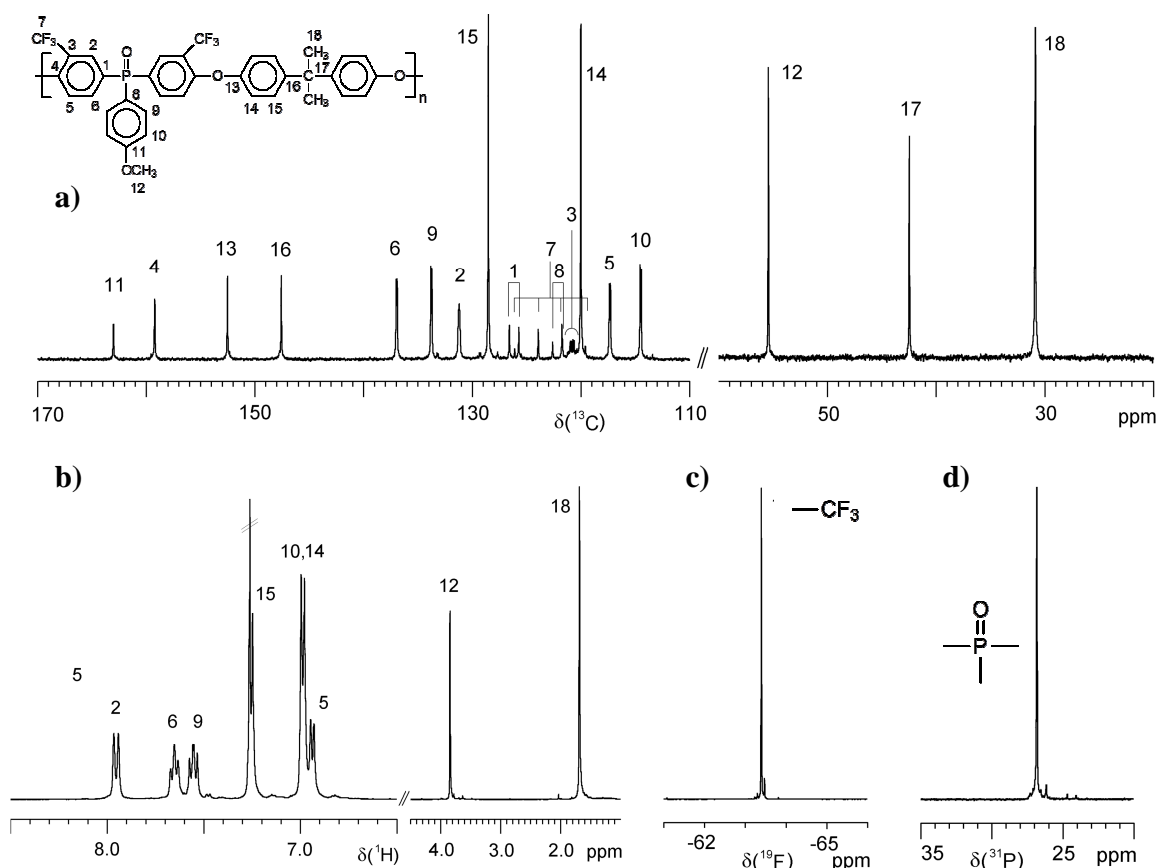 7
CF3
3
2
O
CF3
18
CH3
4
1
P
17
O
O
13
16
n
5
6
8
14
15
CH3
9
10
11
OCH3
12
a)
11
4
13
16
6
9
2
15
1
7
8
3
14
5
10
12
17
18
170
150
130
δ(13C)
110
50
30
ppm
b)
5
2
6
9
15
10,14
5
12
18
8.0
7.0
δ(1H)
4.0
3.0
2.0
ppm
c)
CF3
-62
δ(19F)
-65
ppm
d)
O
P
35
δ(31P)
25
ppm